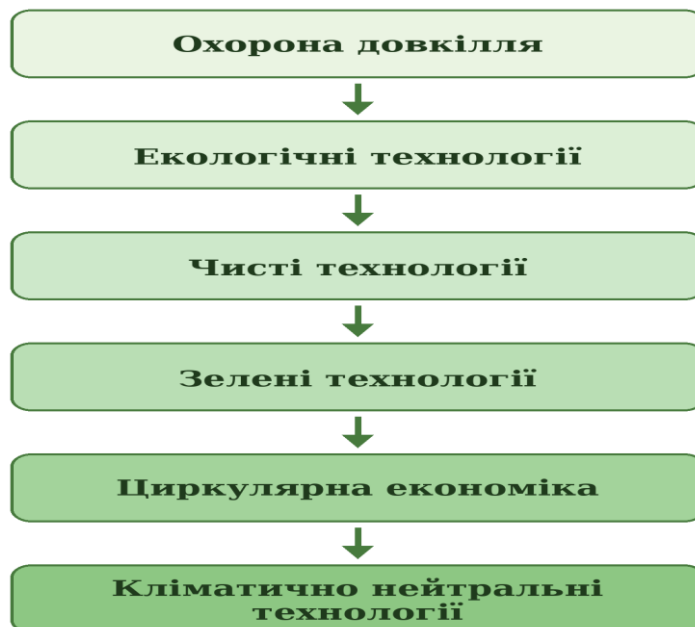 Охорона довкілля
Екологічні технології
Чисті технології
Зелені технології
Циркулярна економіка
Кліматично нейтральні
технології